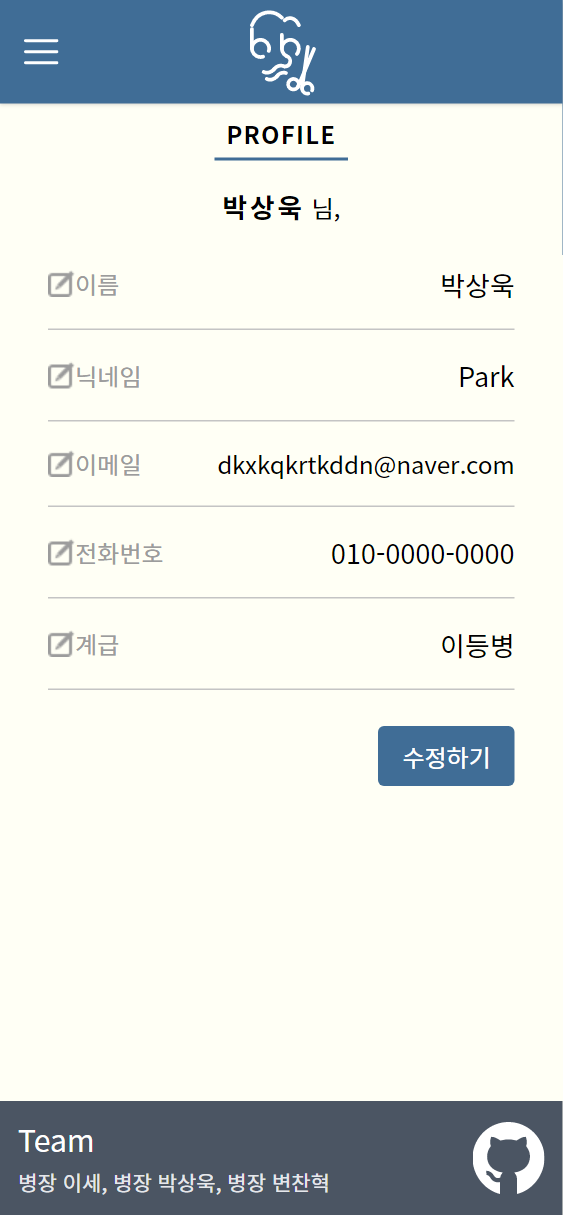 PROFILE
박상욱 님,
이름 박상욱
닉네임 Park
이메일 dkxkqkrtkddn@naver.com
전화번호 010-0000-0000
계급 이등병
수정하기
Team
병장 이세, 병장 박상욱, 병장 변찬혁